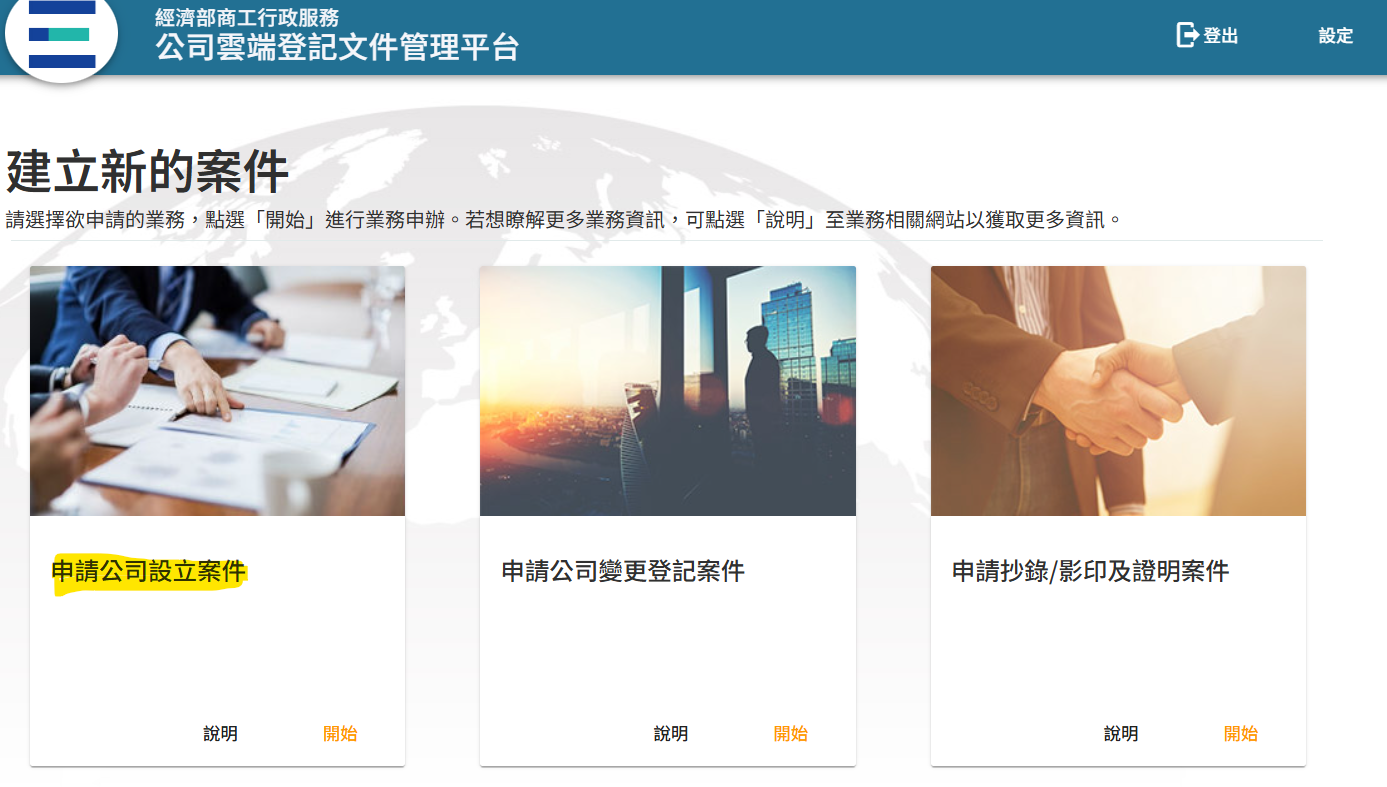 經濟部商工行政服務
公司雲端登記文件管理平台
登出
設定
建立新的案件
請選擇欲申請的業務，點選「開始」進行業務申辦。若想瞭解更多業務資訊，可點選「說明」至業務相關網站以獲取更多資訊。
申請公司設立案件
說明
開始
申請公司變更登記案件
說明
開始
申請抄錄/影印及證明案件
說明
開始